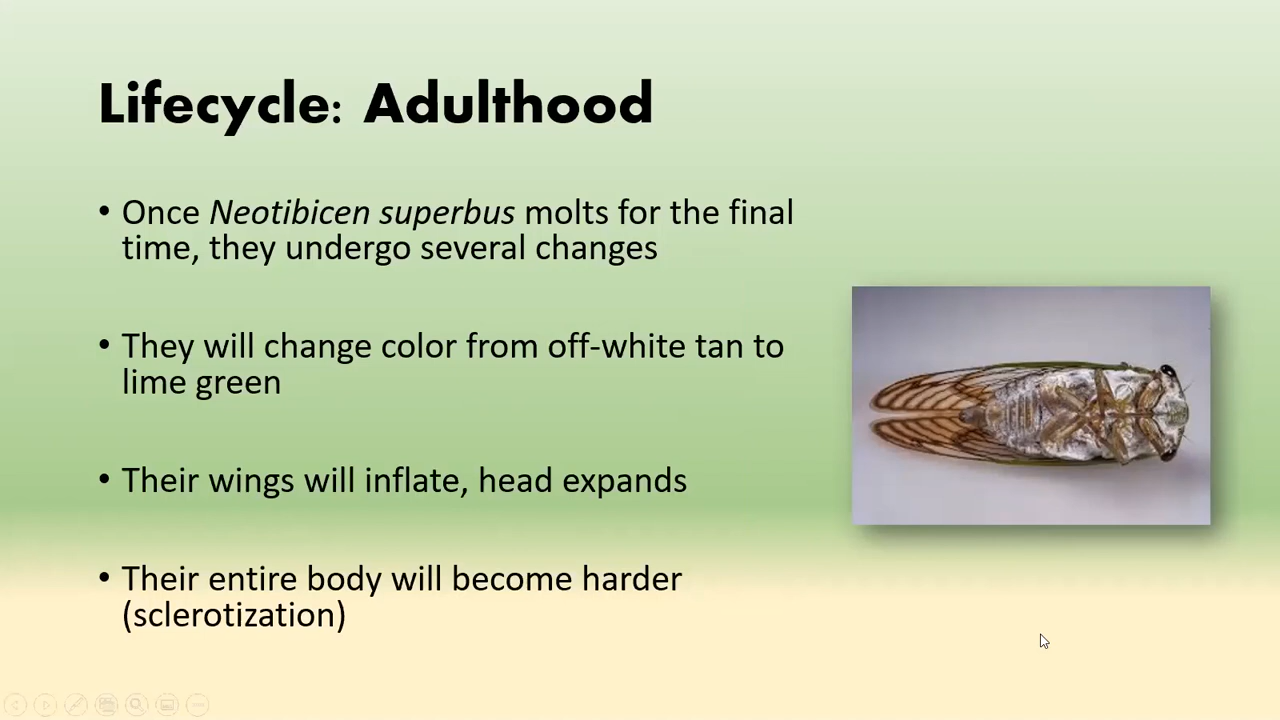 Lifecycle: Adulthood
• Once Neotibicen superbus molts for the final
time, they undergo several changes
• They will change color from off-white tan to
lime green
• Their wings will inflate, head expands
• Their entire body will become harder
(sclerotization)